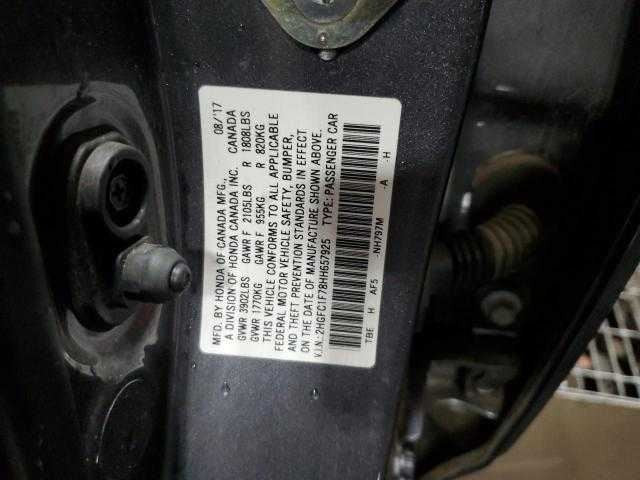 MFD. BY HONDA OF CANADA MFG., 08/'17
A DIVISION OF HONDA CANADA INC. CANADA
GVWR 3902LBS GAWR F 2105LBS R 1808LBS
GVWR 1770KG GAWR F 955KG R 820KG
THIS VEHICLE CONFORMS TO ALL APPLICABLE
FEDERAL MOTOR VEHICLE SAFETY, BUMPER,
AND THEFT PREVENTION STANDARDS IN EFFECT
ON THE DATE OF MANUFACTURE SHOWN ABOVE.
V.I.N.:2HGFC1F78HH657925 TYPE: PASSENGER CAR
TBE H AF5 -NH797M -A -H